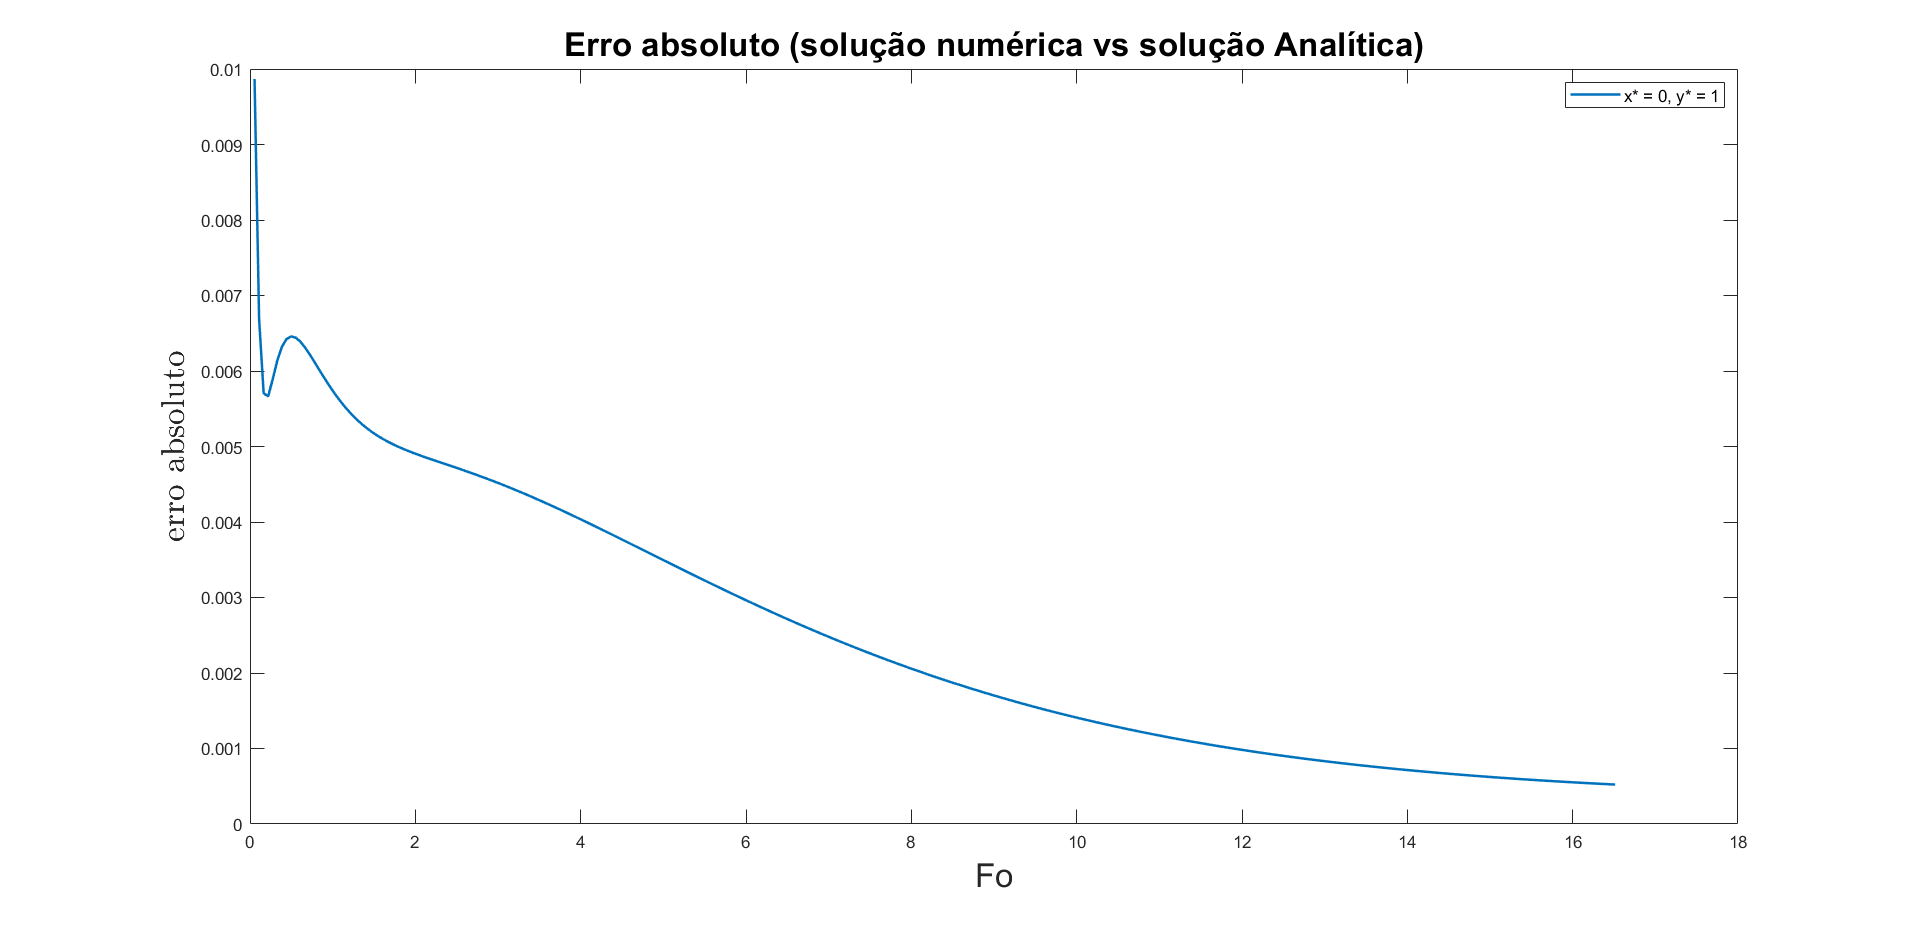 Erro absoluto (solução numérica vs solução Analítica)
x* = 0, y* = 1
erro absoluto
0.01
0.009
0.008
0.007
0.006
0.005
0.004
0.003
0.002
0.001
0
0 2 4 6 8 10 12 14 16 18
Fo